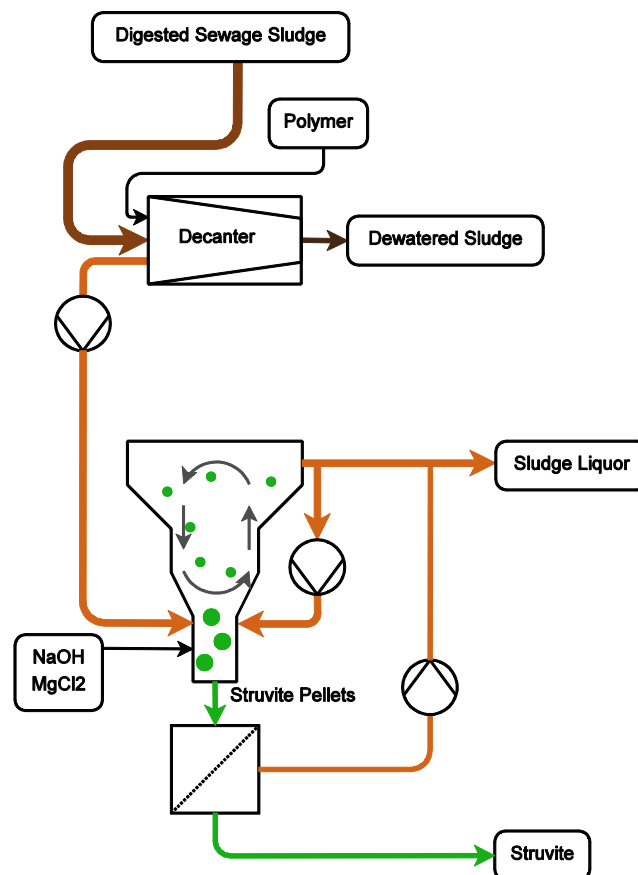 Digested Sewage Sludge
Polymer
Decanter
Dewatered Sludge
Sludge Liquor
NaOH
MgCl2
Struvite Pellets
Struvite